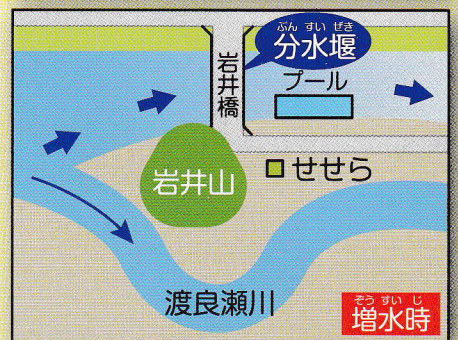 ぶん すい ぜき
分水堰
岩井橋
プール
岩井山
せせら
渡良瀬川
ぞう すい じ
増水時